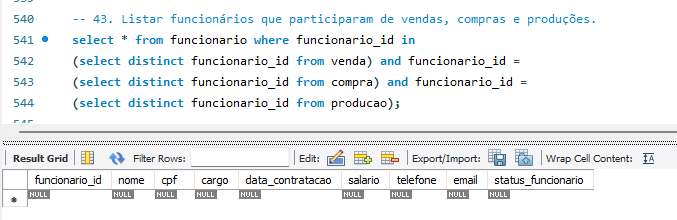 540 -- 43. Listar funcionários que participaram de vendas, compras e produções.
541 select * from funcionario where funcionario_id in
542 (select distinct funcionario_id from venda) and funcionario_id =
543 (select distinct funcionario_id from compra) and funcionario_id =
544 (select distinct funcionario_id from producao);
Result Grid Filter Rows: Edit: Export/Import: Wrap Cell Content:
funcionario_id nome cpf cargo data_contratacao salario telefone email status_funcionario
NULL NULL NULL NULL NULL NULL NULL NULL NULL